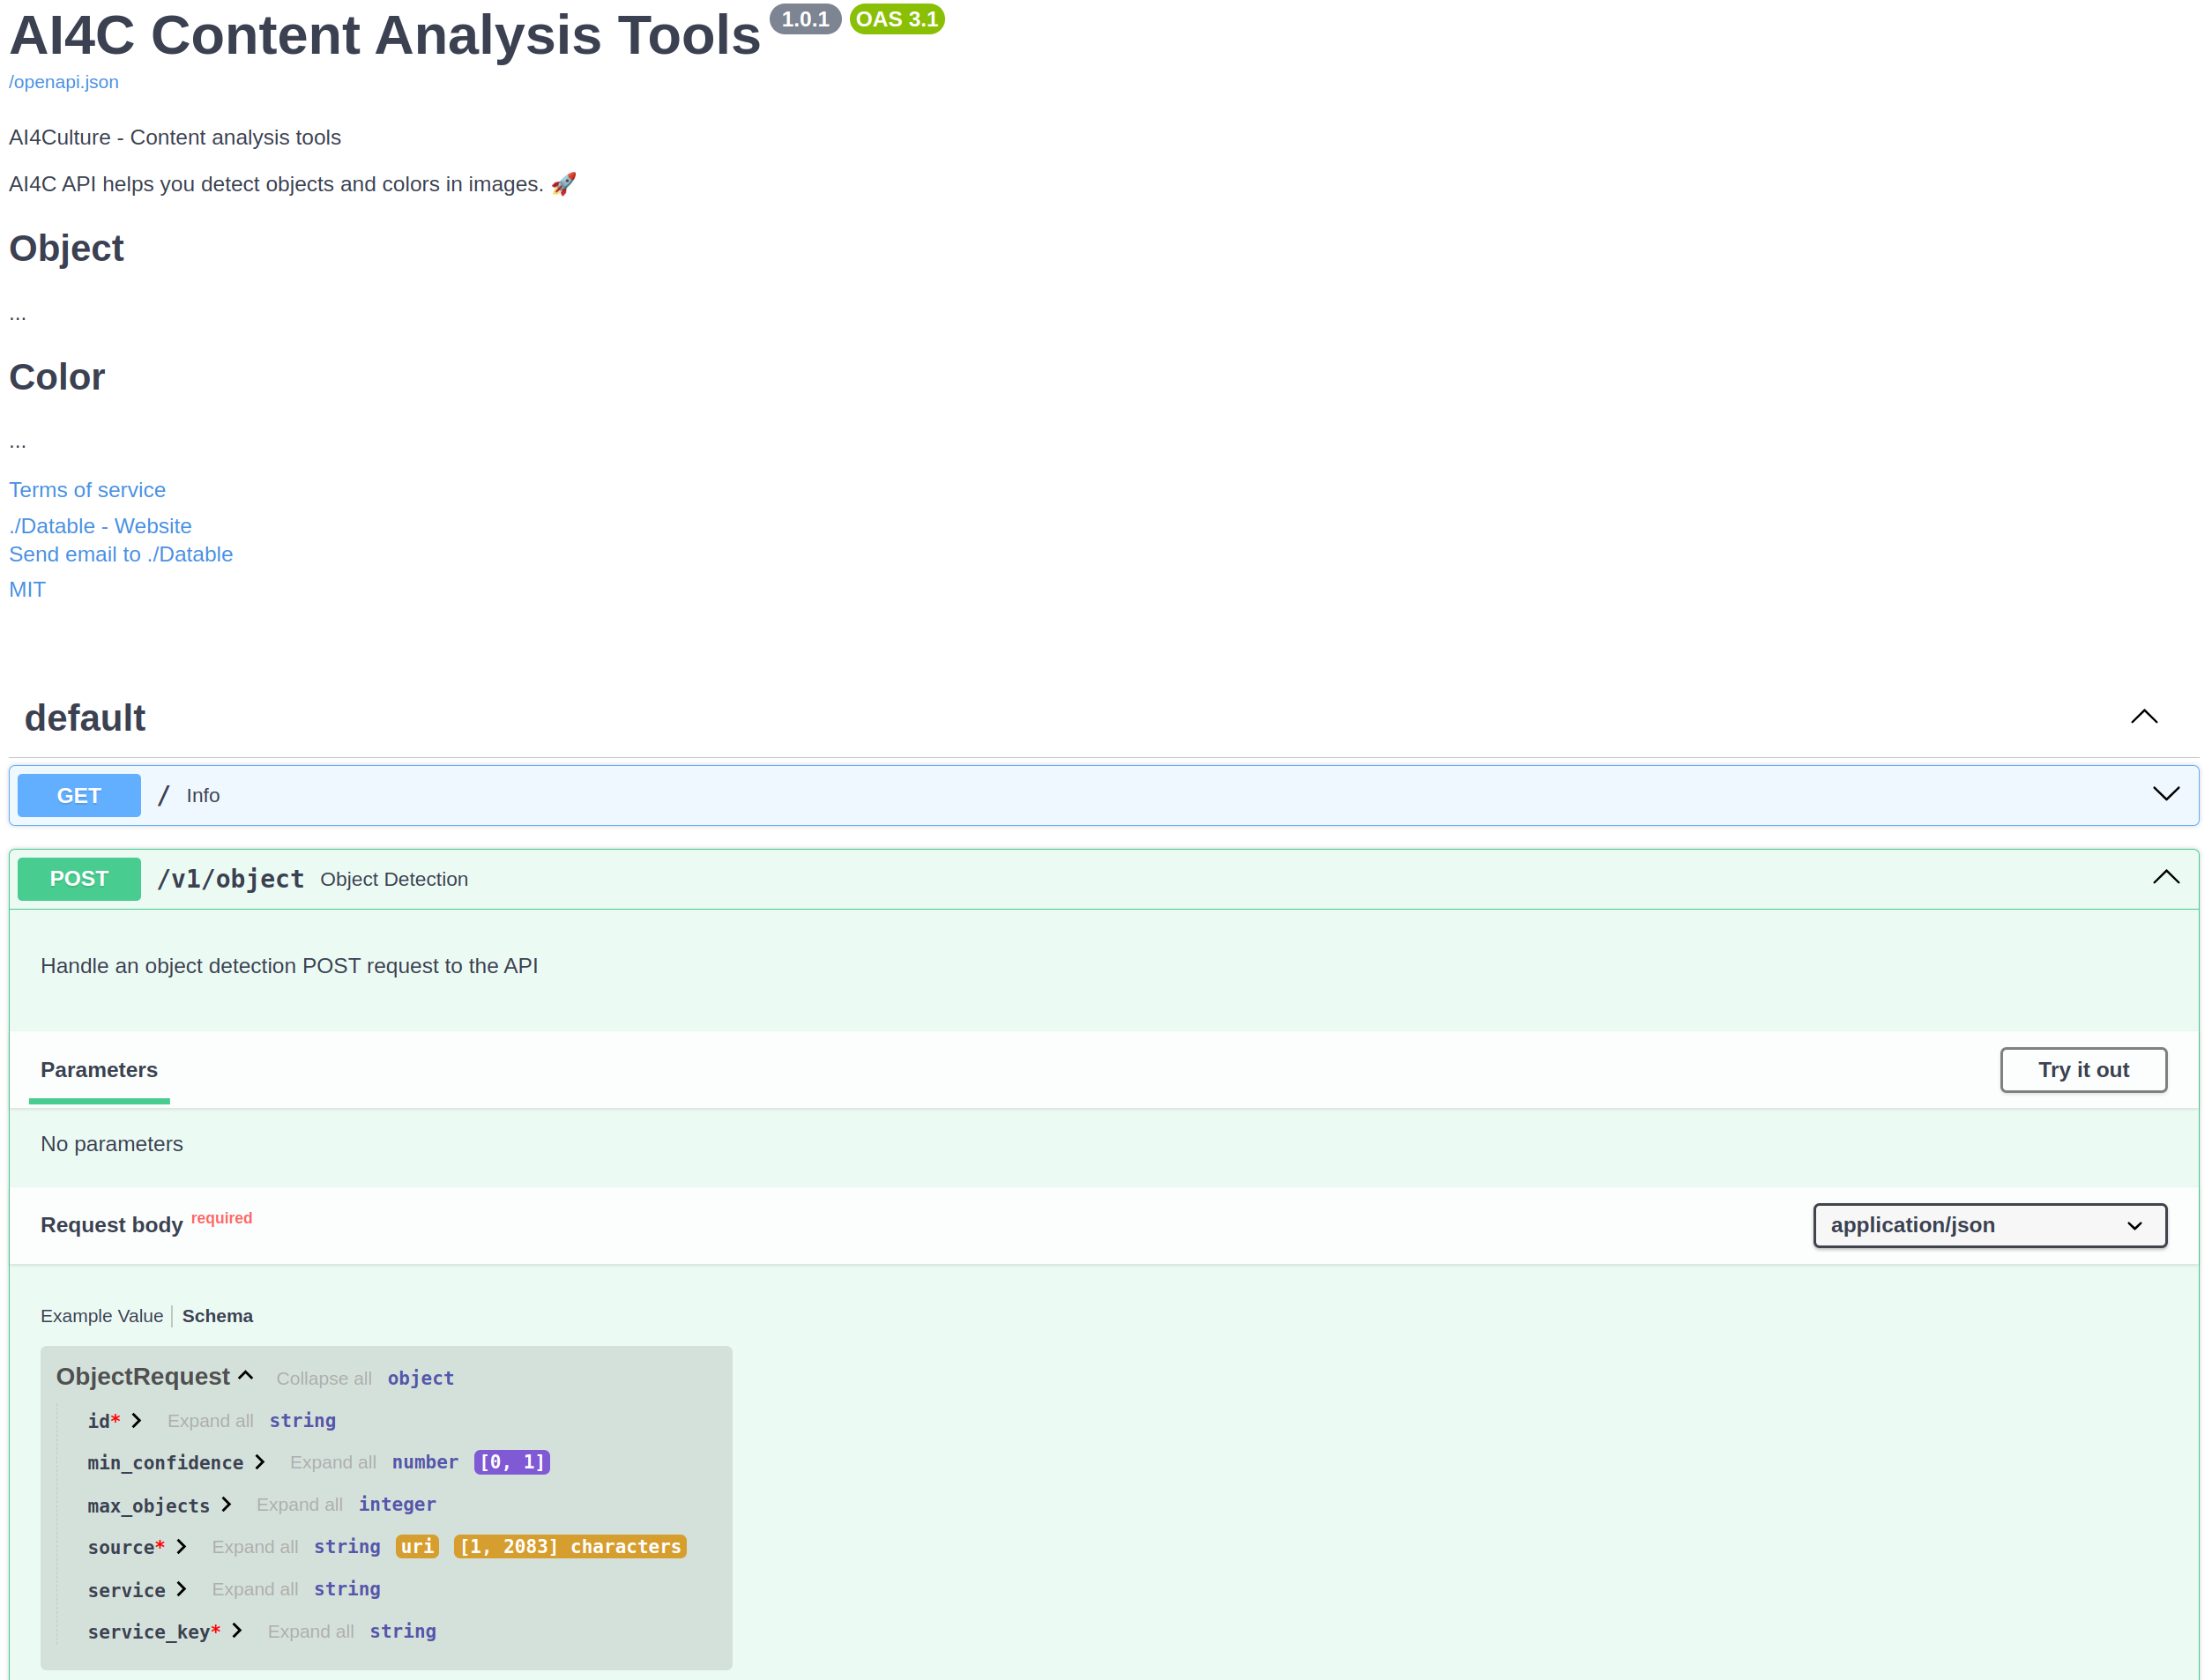 AI4C Content Analysis Tools 1.0.1 OAS 3.1
/openapi.json
AI4Culture - Content analysis tools
AI4C API helps you detect objects and colors in images. 🚀
Object
...
Color
...
Terms of service
./Datable - Website
Send email to ./Datable
MIT
default
GET / Info
POST /v1/object Object Detection
Handle an object detection POST request to the API
Parameters Try it out
No parameters
Request body required application/json
Example Value Schema
ObjectRequest Collapse all object
id* Expand all string
min_confidence Expand all number [0, 1]
max_objects Expand all integer
source* Expand all string uri [1, 2083] characters
service Expand all string
service_key* Expand all string